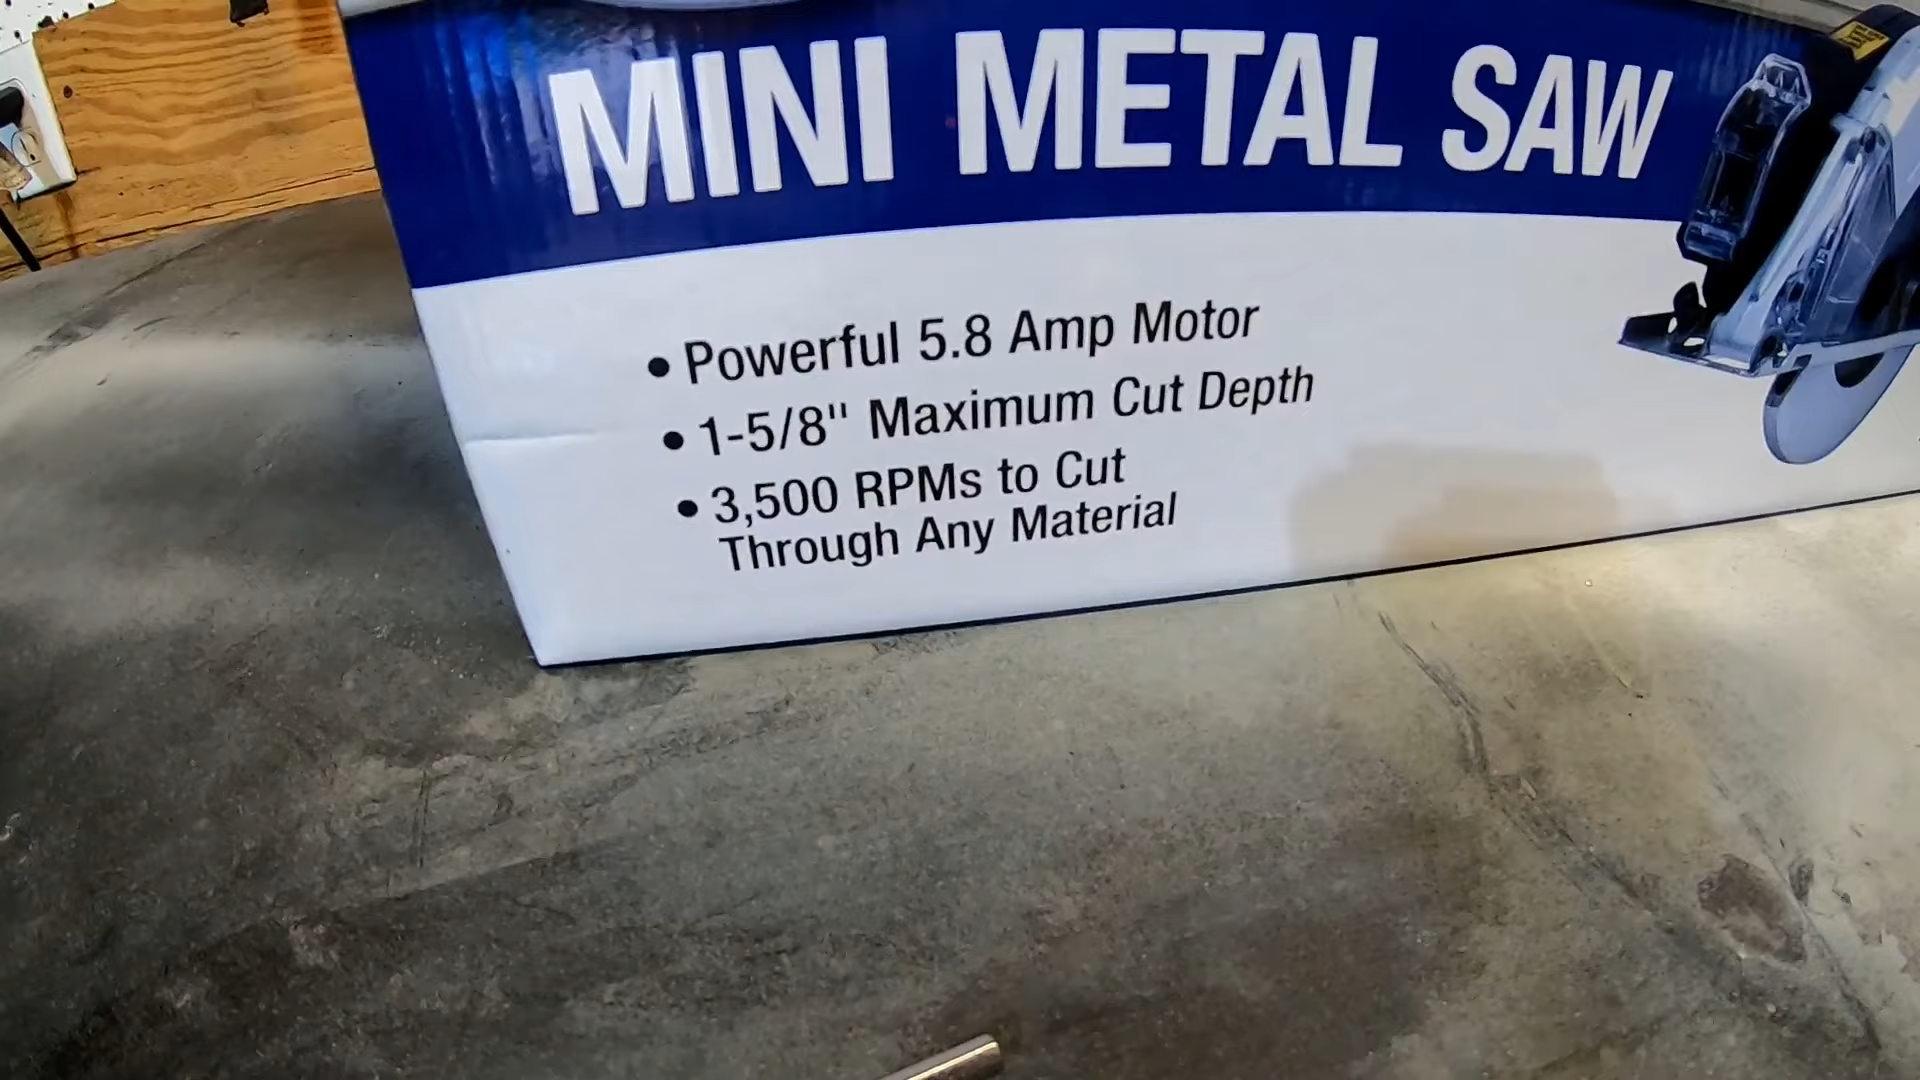 MINI METAL SAW
• Powerful 5.8 Amp Motor
• 1-5/8" Maximum Cut Depth
• 3,500 RPMs to Cut
Through Any Material